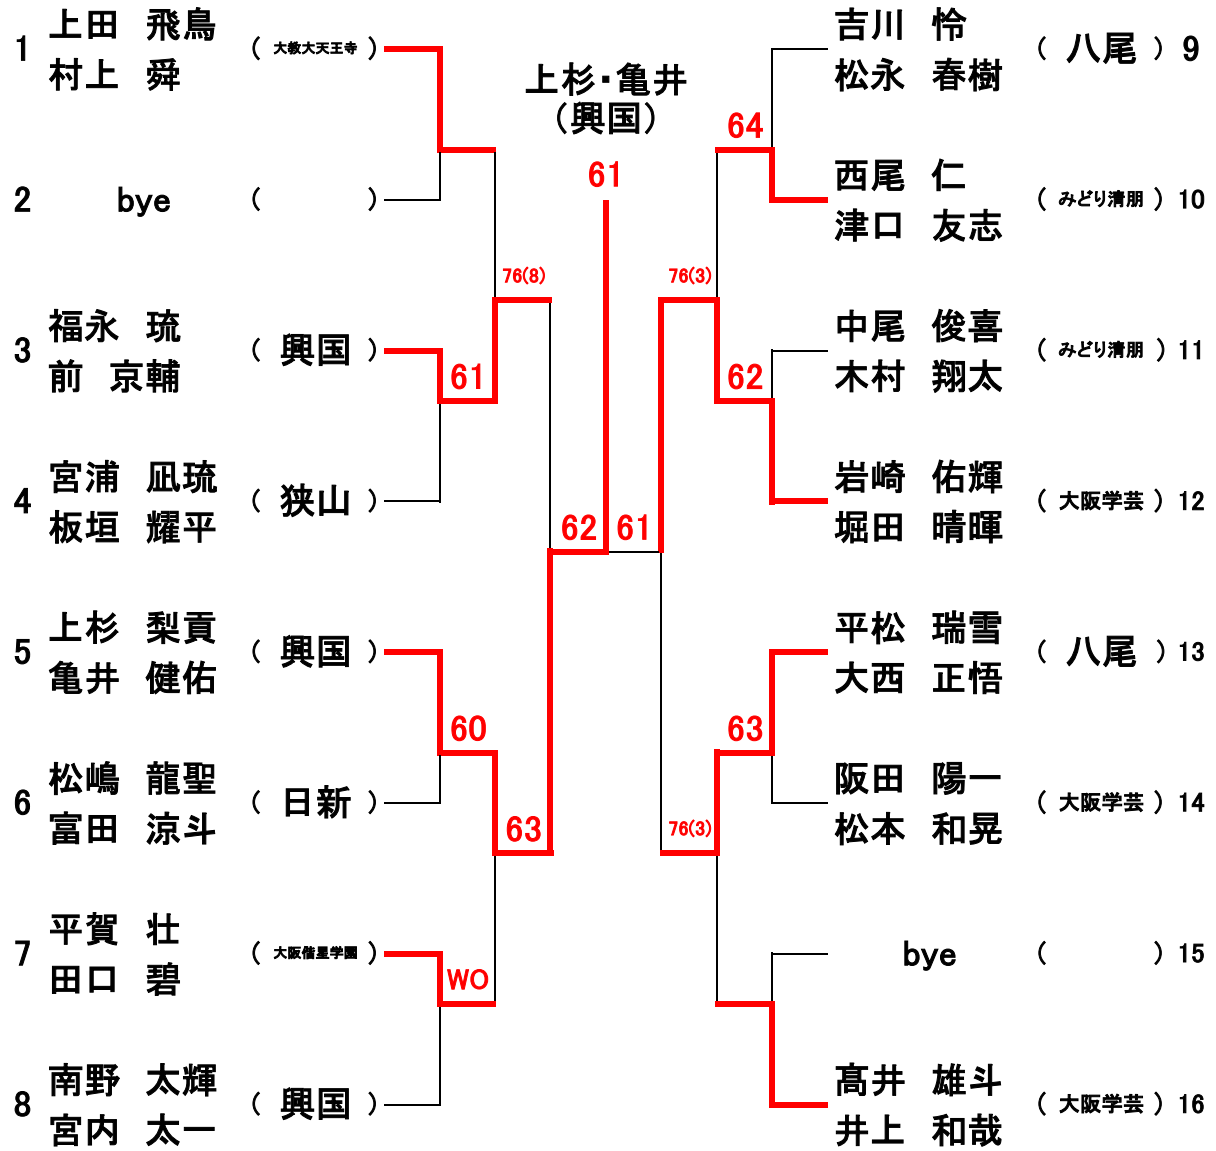 上杉・亀井
（興国）
61
1 上田 飛鳥
村上 舜
( 大教大天王寺 )
2 bye ( )
76(8)
3 福永 琉
前 京輔
( 興国 )
61
4 宮浦 凪琉
板垣 耀平
( 狭山 )
62 61
5 上杉 梨貢
亀井 健佑
( 興国 )
60
6 松嶋 龍聖
富田 涼斗
( 日新 )
63
7 平賀 壮
田口 碧
( 大阪偕星学園 )
WO
8 南野 太輝
宮内 太一
( 興国 )
吉川 怜
松永 春樹
( 八尾 ) 9
64
西尾 仁
津口 友志
( みどり清朋 ) 10
76(3)
中尾 俊喜
木村 翔太
( みどり清朋 ) 11
62
岩崎 佑輝
堀田 晴暉
( 大阪学芸 ) 12
平松 瑞雪
大西 正悟
( 八尾 ) 13
63
阪田 陽一
松本 和晃
( 大阪学芸 ) 14
76(3)
bye ( ) 15
髙井 雄斗
井上 和哉
( 大阪学芸 ) 16